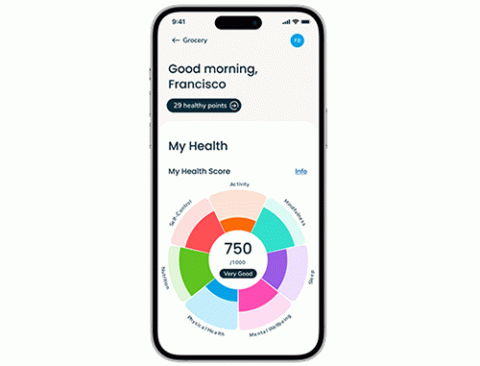 9:41
← Grocery
FB
Good morning,
Francisco
29 healthy points
My Health
My Health Score
Info
Activity
Self-Control
Mindfulness
750
/1000
Very Good
Nutrition
Sleep
Physical Health
Mental Wellbeing